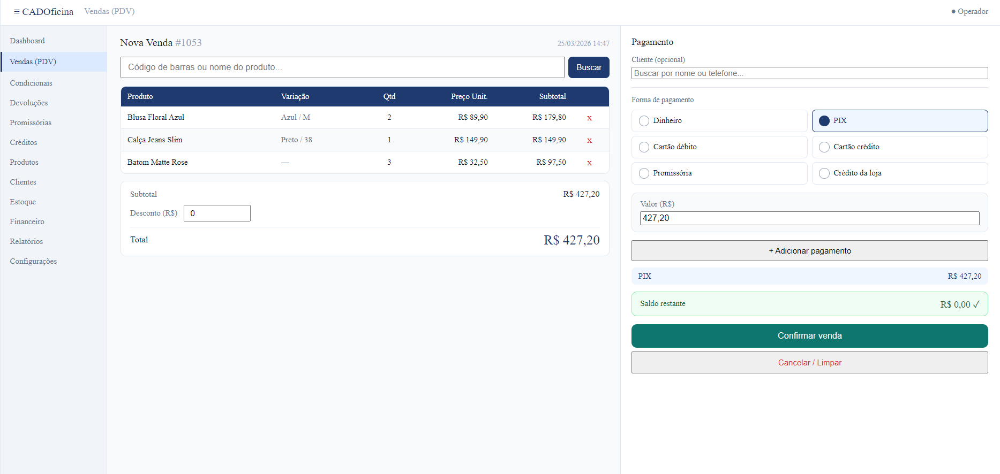 ≡ CADOficina Vendas (PDV)
● Operador
Dashboard
Vendas (PDV)
Condicionais
Devoluções
Promissórias
Créditos
Produtos
Clientes
Estoque
Financeiro
Relatórios
Configurações
Nova Venda #1053
25/03/2026 14:47
Código de barras ou nome do produto...
Buscar
Produto Variação Qtd Preço Unit. Subtotal
Blusa Floral Azul Azul / M 2 R$ 89,90 R$ 179,80 x
Calça Jeans Slim Preto / 38 1 R$ 149,90 R$ 149,90 x
Batom Matte Rose — 3 R$ 32,50 R$ 97,50 x
Subtotal R$ 427,20
Desconto (R$) 0
Total R$ 427,20
Pagamento
Cliente (opcional)
Buscar por nome ou telefone...
Forma de pagamento
Dinheiro PIX
Cartão débito Cartão crédito
Promissória Crédito da loja
Valor (R$)
427,20
+ Adicionar pagamento
PIX R$ 427,20
Saldo restante R$ 0,00 ✓
Confirmar venda
Cancelar / Limpar